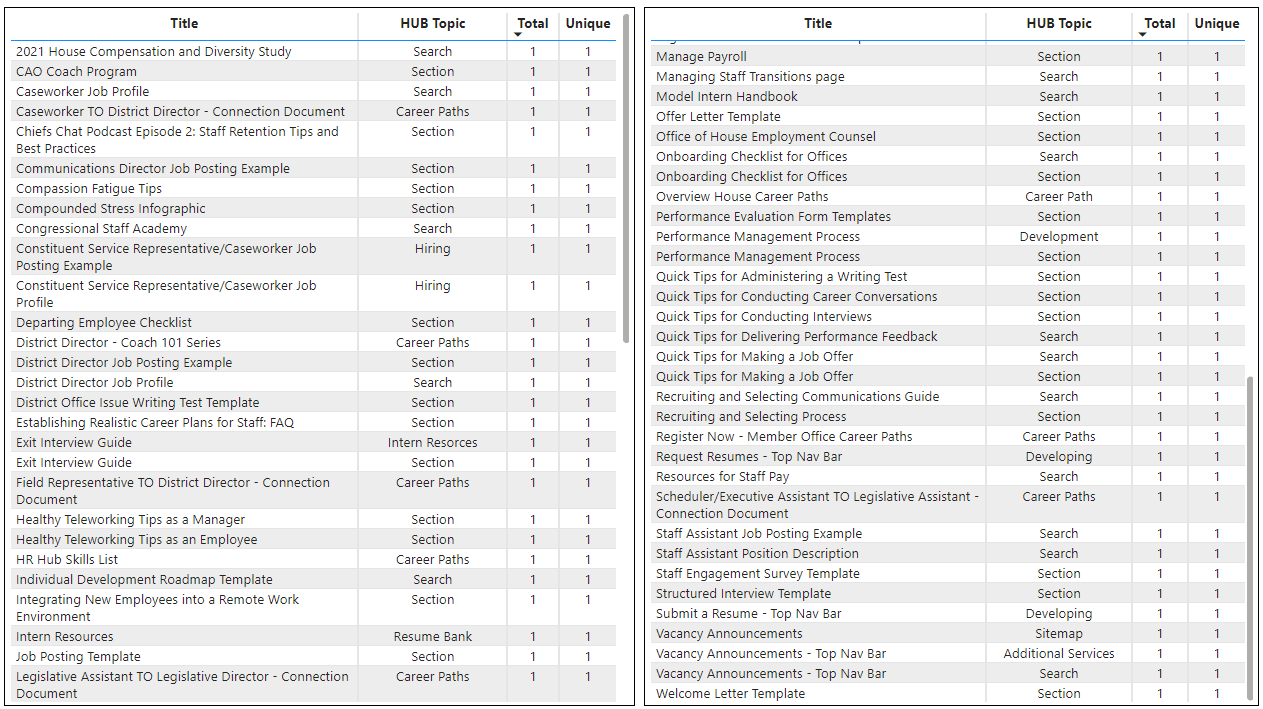 Title HUB Topic Total Unique
2021 House Compensation and Diversity Study Search 1 1
CAO Coach Program Section 1 1
Caseworker Job Profile Search 1 1
Caseworker TO District Director - Connection Document Career Paths 1 1
Chiefs Chat Podcast Episode 2: Staff Retention Tips and Section 1 1
Best Practices
Communications Director Job Posting Example Section 1 1
Compassion Fatigue Tips Section 1 1
Compounded Stress Infographic Section 1 1
Congressional Staff Academy Search 1 1
Constituent Service Representative/Caseworker Job Hiring 1 1
Posting Example
Constituent Service Representative/Caseworker Job Hiring 1 1
Profile
Departing Employee Checklist Section 1 1
District Director - Coach 101 Series Career Paths 1 1
District Director Job Posting Example Section 1 1
District Director Job Profile Search 1 1
District Office Issue Writing Test Template Section 1 1
Establishing Realistic Career Plans for Staff: FAQ Section 1 1
Exit Interview Guide Intern Resorces 1 1
Exit Interview Guide Section 1 1
Field Representative TO District Director - Connection Career Paths 1 1
Document
Healthy Teleworking Tips as a Manager Section 1 1
Healthy Teleworking Tips as an Employee Section 1 1
HR Hub Skills List Career Paths 1 1
Individual Development Roadmap Template Search 1 1
Integrating New Employees into a Remote Work Section 1 1
Environment
Intern Resources Resume Bank 1 1
Job Posting Template Section 1 1
Legislative Assistant TO Legislative Director - Connection Career Paths 1 1
Document
Title HUB Topic Total Unique
Manage Payroll Section 1 1
Managing Staff Transitions page Search 1 1
Model Intern Handbook Search 1 1
Offer Letter Template Section 1 1
Office of House Employment Counsel Section 1 1
Onboarding Checklist for Offices Search 1 1
Onboarding Checklist for Offices Section 1 1
Overview House Career Paths Career Path 1 1
Performance Evaluation Form Templates Section 1 1
Performance Management Process Development 1 1
Performance Management Process Section 1 1
Quick Tips for Administering a Writing Test Section 1 1
Quick Tips for Conducting Career Conversations Section 1 1
Quick Tips for Conducting Interviews Section 1 1
Quick Tips for Delivering Performance Feedback Search 1 1
Quick Tips for Making a Job Offer Search 1 1
Quick Tips for Making a Job Offer Section 1 1
Recruiting and Selecting Communications Guide Search 1 1
Recruiting and Selecting Process Section 1 1
Register Now - Member Office Career Paths Career Paths 1 1
Request Resumes - Top Nav Bar Developing 1 1
Resources for Staff Pay Search 1 1
Scheduler/Executive Assistant TO Legislative Assistant - Career Paths 1 1
Connection Document
Staff Assistant Job Posting Example Search 1 1
Staff Assistant Position Description Search 1 1
Staff Engagement Survey Template Section 1 1
Structured Interview Template Section 1 1
Submit a Resume - Top Nav Bar Developing 1 1
Vacancy Announcements Sitemap 1 1
Vacancy Announcements - Top Nav Bar Additional Services 1 1
Vacancy Announcements - Top Nav Bar Search 1 1
Welcome Letter Template Section 1 1